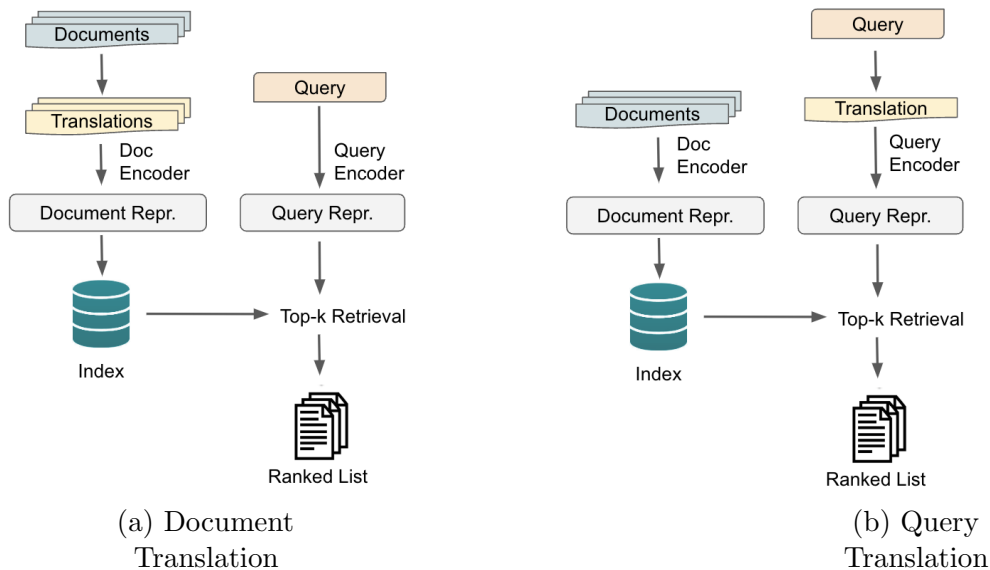 Documents
Translations
Doc
Encoder
Document Repr.
Index
Query
Query
Encoder
Query Repr.
Top-k Retrieval
Ranked List
(a) Document
Translation
Documents
Doc
Encoder
Document Repr.
Index
Query
Translation
Query
Encoder
Query Repr.
Top-k Retrieval
Ranked List
(b) Query
Translation